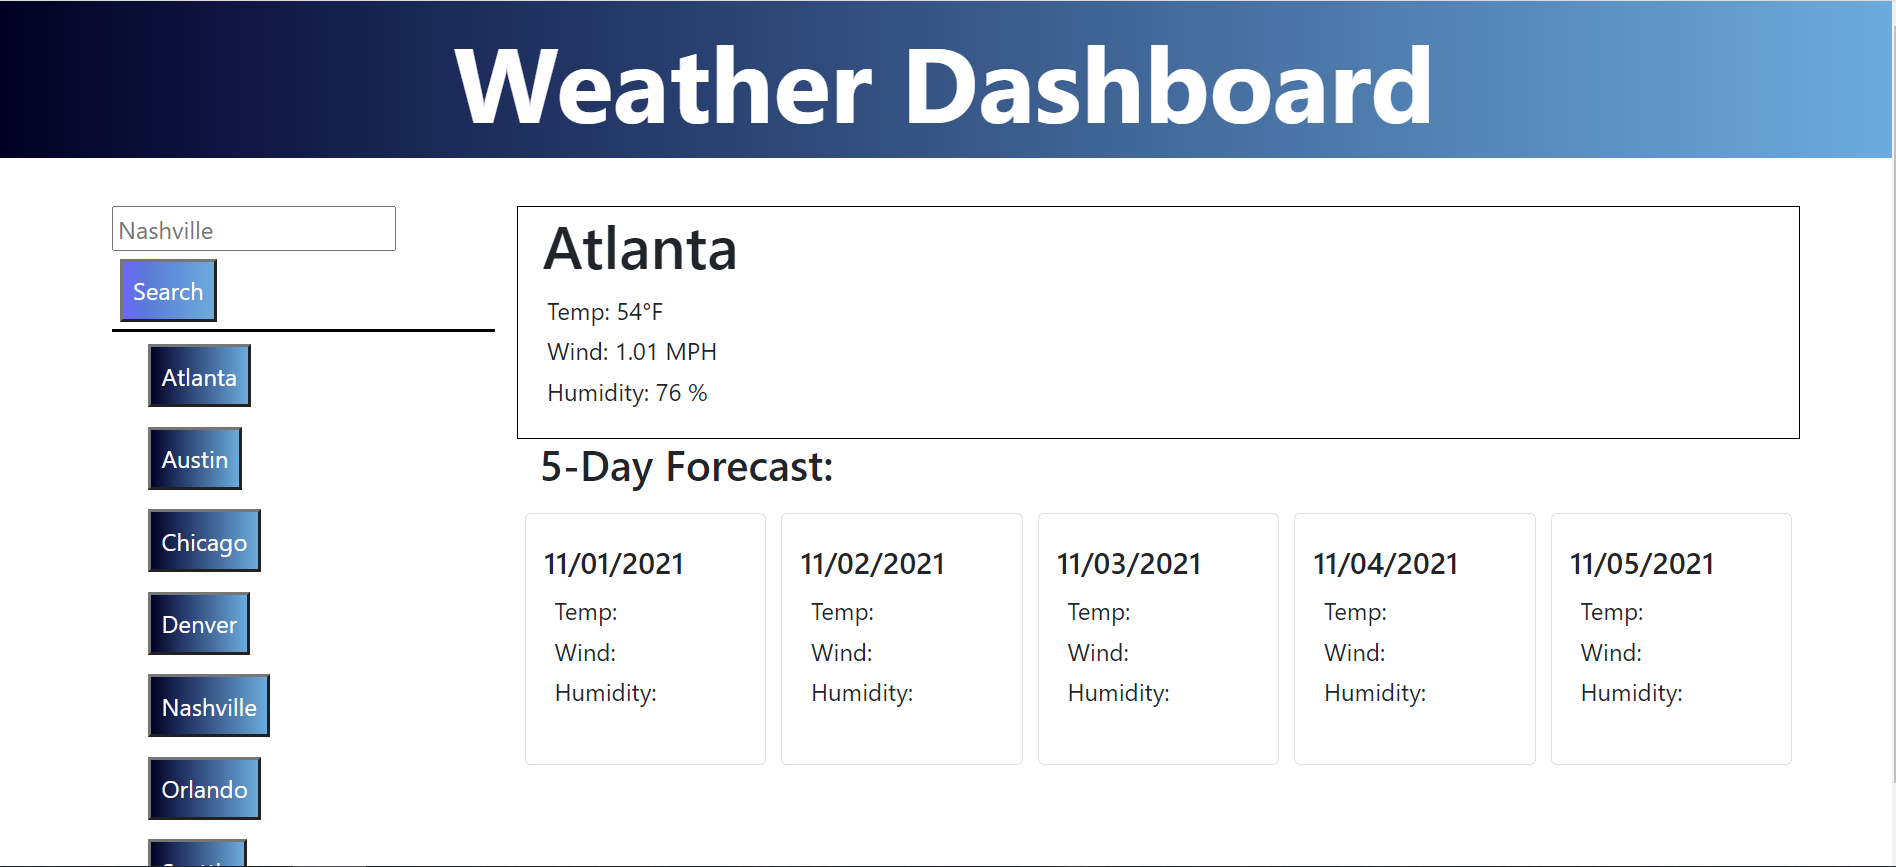 Weather Dashboard
Nashville
Search
Atlanta
Austin
Chicago
Denver
Nashville
Orlando
Atlanta
Temp: 54°F
Wind: 1.01 MPH
Humidity: 76 %
5-Day Forecast:
11/01/2021
Temp:
Wind:
Humidity:
11/02/2021
Temp:
Wind:
Humidity:
11/03/2021
Temp:
Wind:
Humidity:
11/04/2021
Temp:
Wind:
Humidity:
11/05/2021
Temp:
Wind:
Humidity: